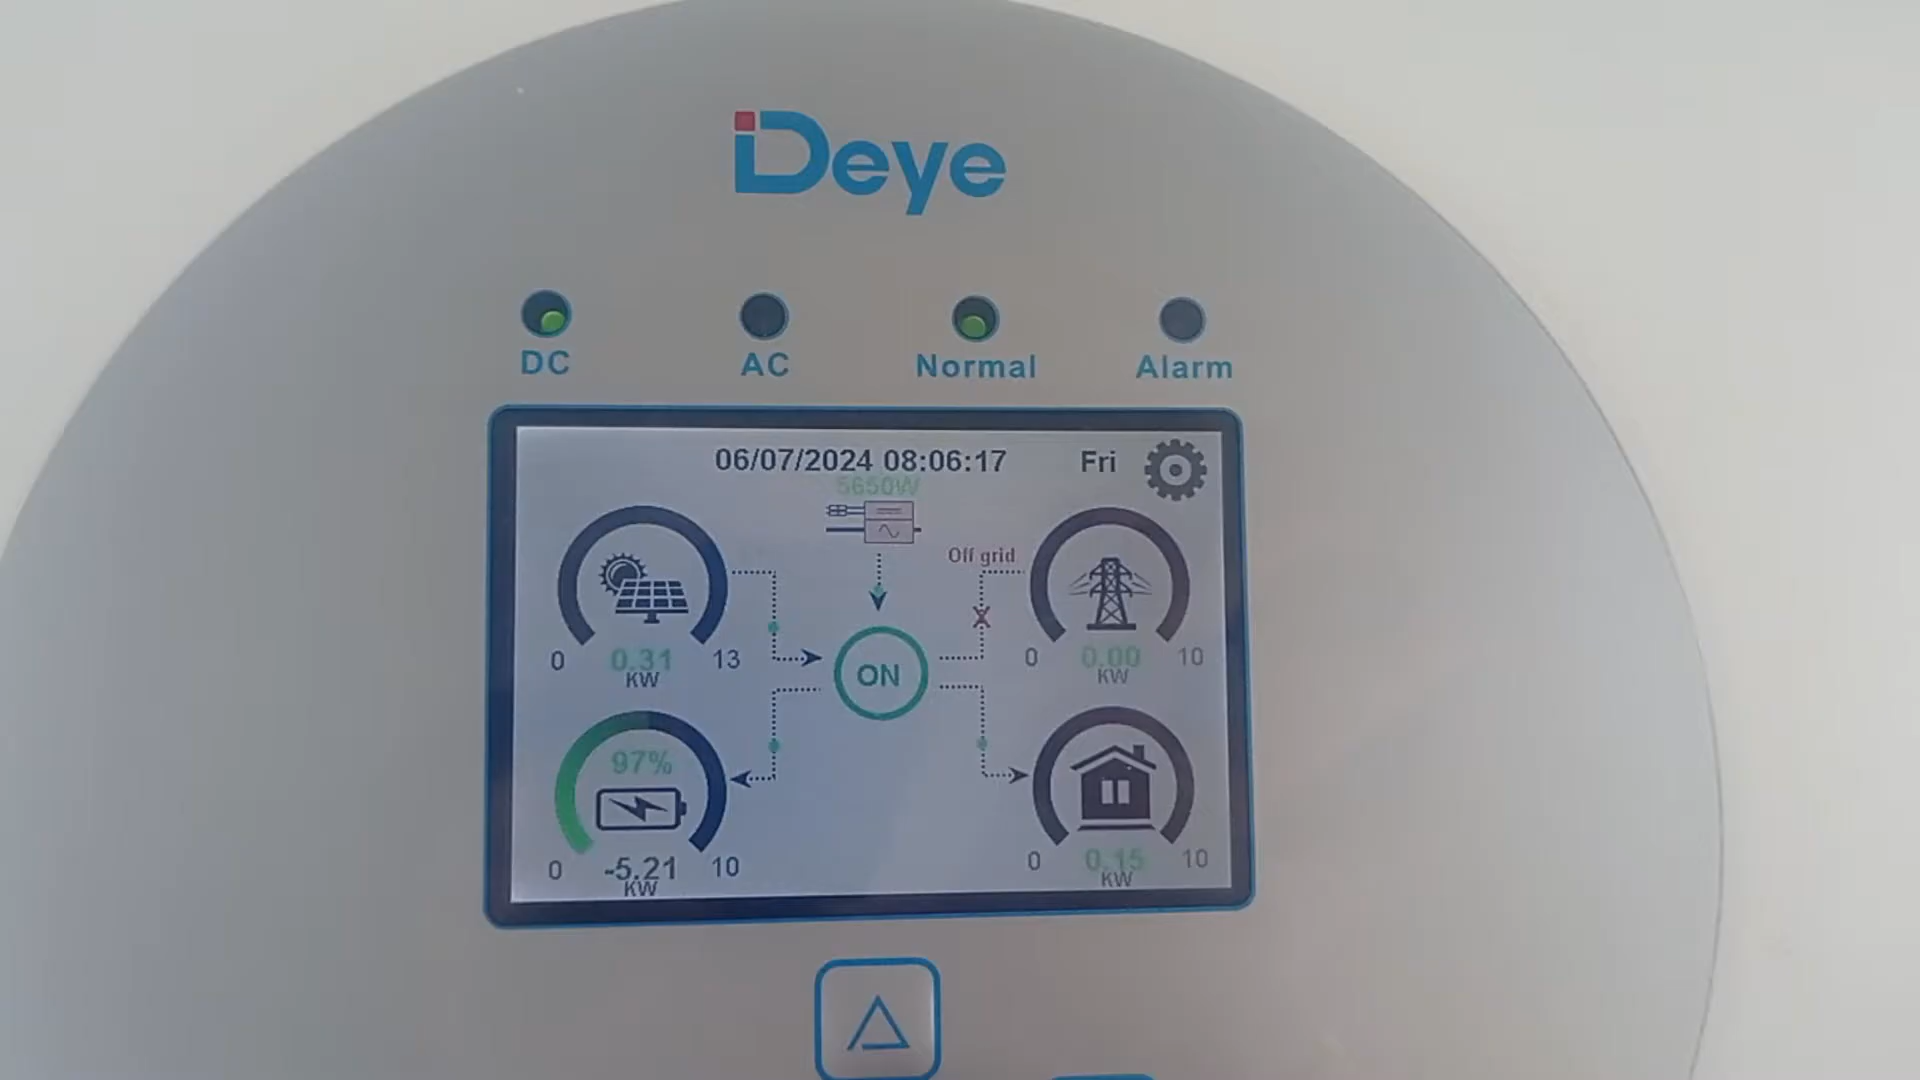 Deye
DC
AC
Normal
Alarm
06/07/2024 08:06:17
Fri
5650W
Off grid
0
0.31
13
KW
0
0.00
10
KW
ON
97%
0
-5.21
10
KW
0
0.15
10
KW